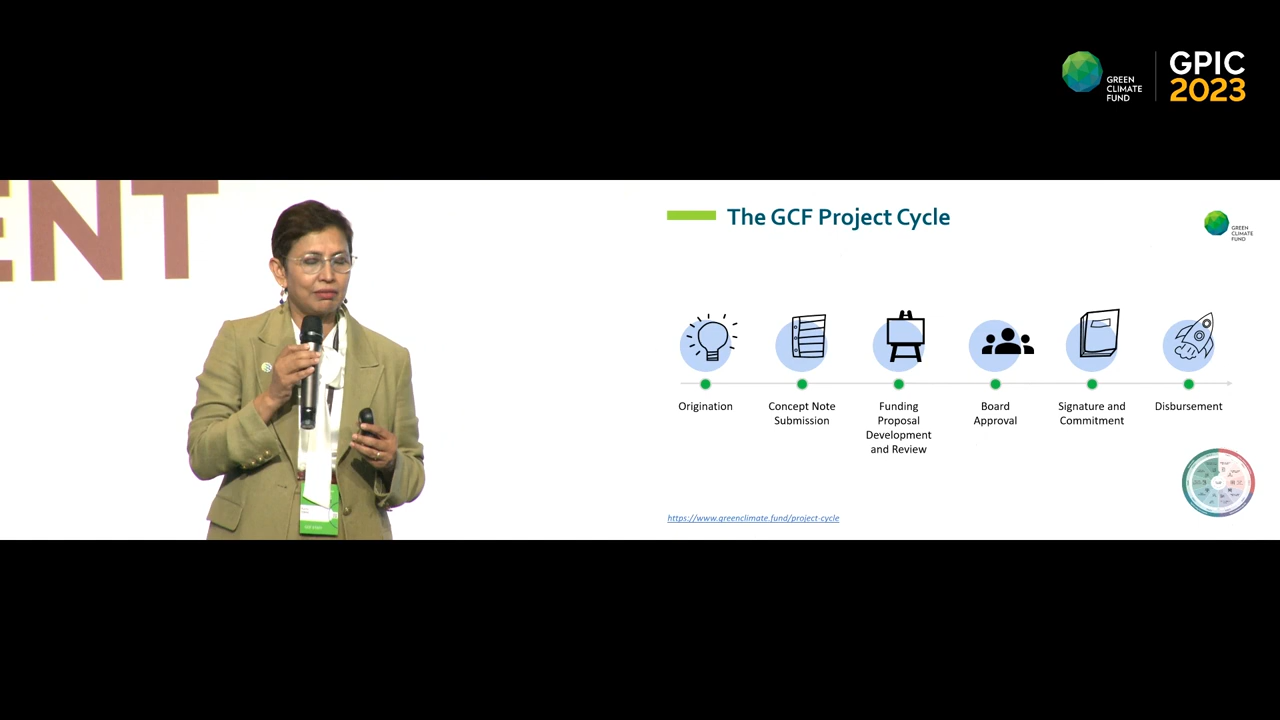 GREEN
CLIMATE
FUND
GPIC
2023
ENT
The GCF Project Cycle
GREEN
CLIMATE
FUND
Origination
Concept Note
Submission
Funding
Proposal
Development
and Review
Board
Approval
Signature and
Commitment
Disbursement
https://www.greenclimate.fund/project-cycle